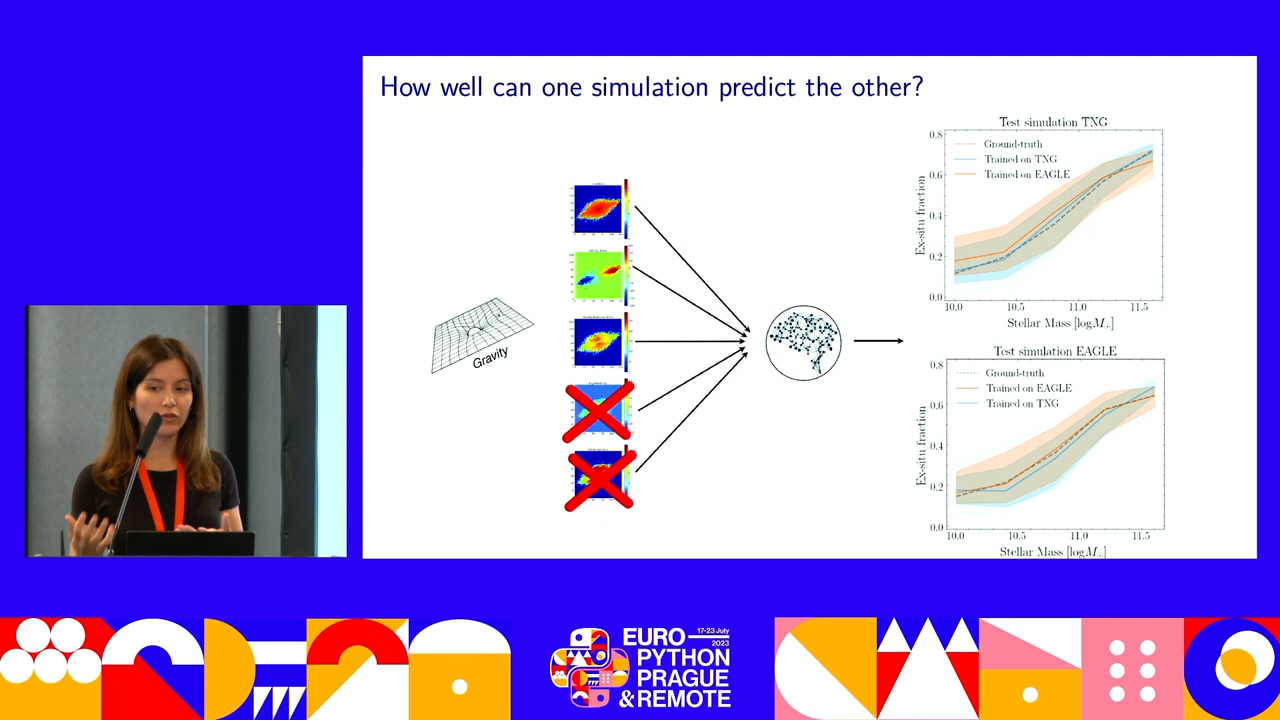 How well can one simulation predict the other?
Gravity
Test simulation TNG
Ground-truth
Trained on TNG
Trained on EAGLE
Ex-situ fraction
0.8
0.6
0.4
0.2
0.0
10.0 10.5 11.0 11.5
Stellar Mass [logM*]
Test simulation EAGLE
Ground-truth
Trained on EAGLE
Trained on TNG
Ex-situ fraction
0.8
0.6
0.4
0.2
0.0
10.0 10.5 11.0 11.5
Stellar Mass [logM*]
EURO 17-23 July
2023
PYTHON
PRAGUE
& REMOTE